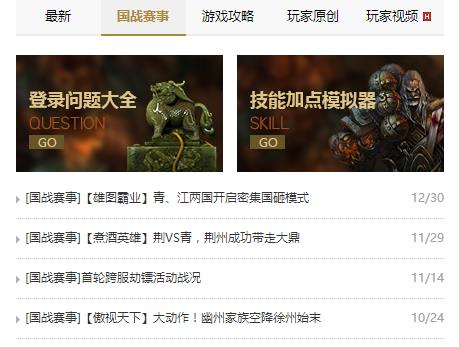 最新 国战赛事 游戏攻略 玩家原创 玩家视频
登录问题大全
QUESTION
GO
技能加点模拟器
SKILL
GO
[国战赛事]【雄图霸业】青、江两国开启密集国砸模式 12/30
[国战赛事]【煮酒英雄】荆VS青，荆州成功带走大鼎 11/29
[国战赛事]首轮跨服劫镖活动战况 11/14
[国战赛事]【傲视天下】大动作！幽州家族空降徐州始末 10/24